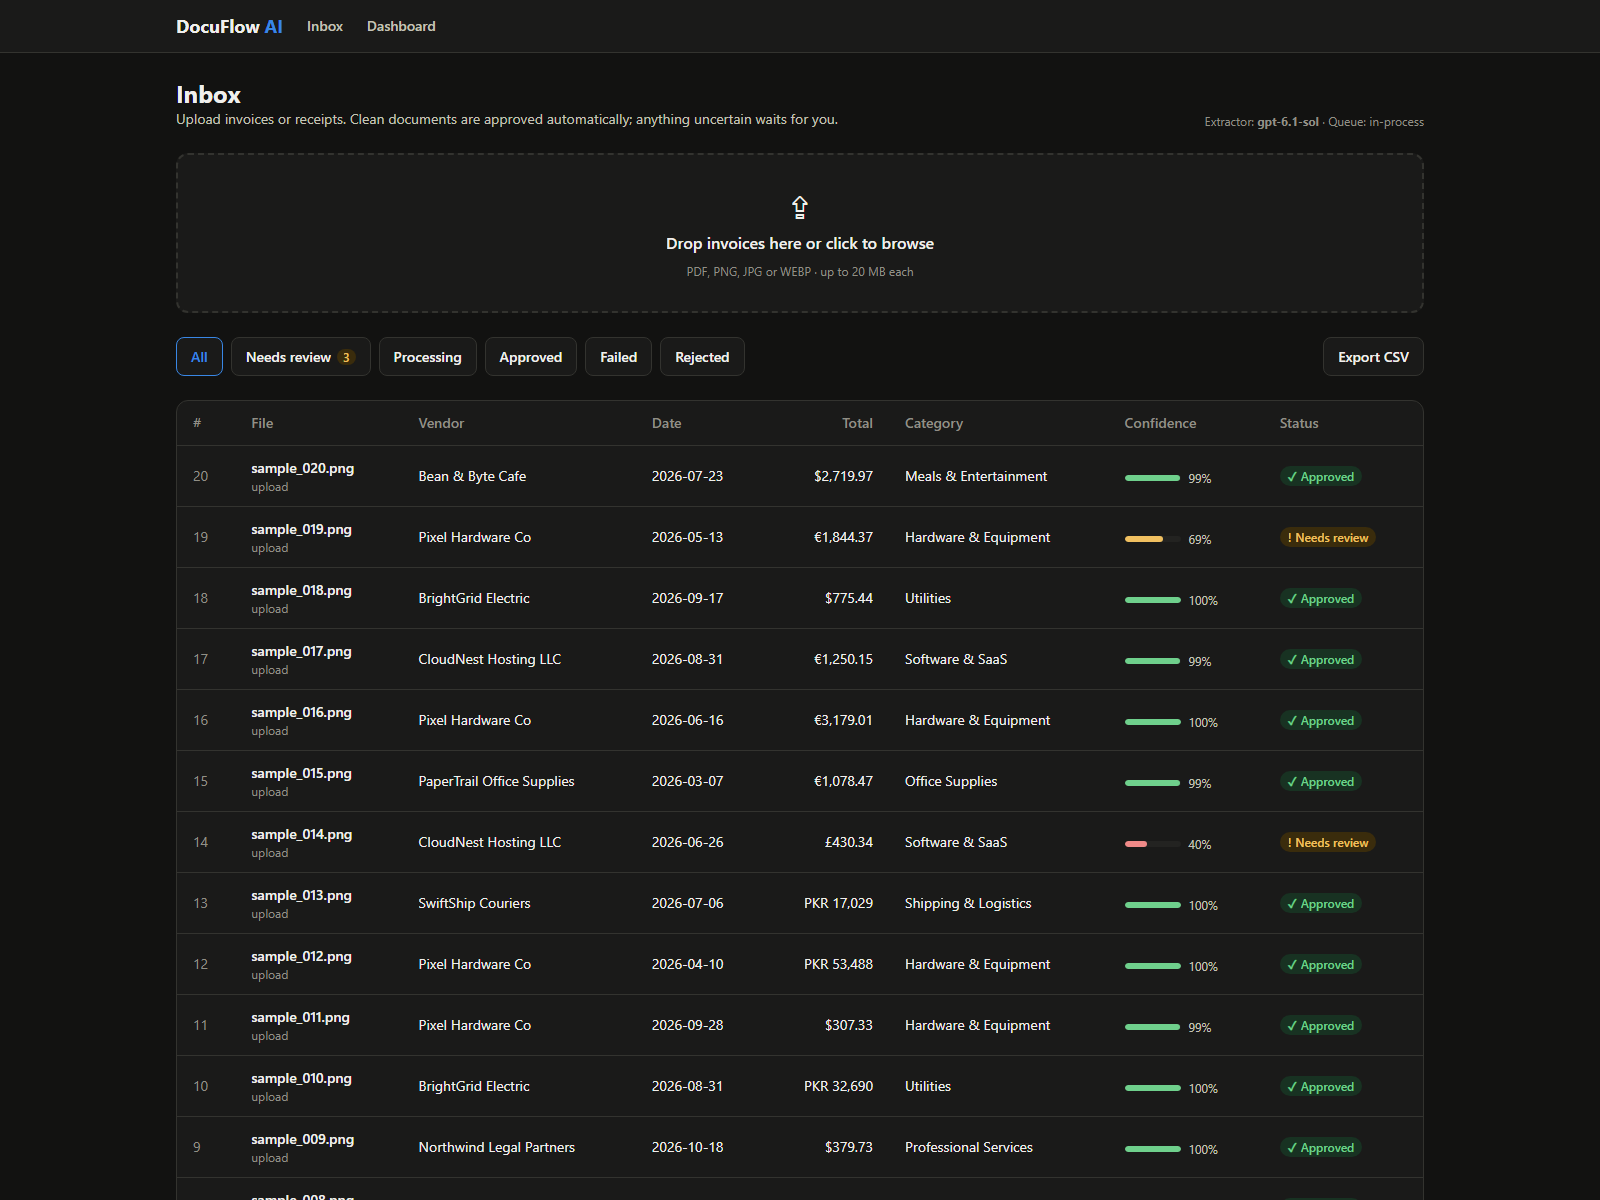 DocuFlow AI Inbox Dashboard
Inbox
Upload invoices or receipts. Clean documents are approved automatically; anything uncertain waits for you.
Extractor: gpt-6.1-sol · Queue: in-process
Drop invoices here or click to browse
PDF, PNG, JPG or WEBP · up to 20 MB each
All Needs review 3 Processing Approved Failed Rejected Export CSV
# File Vendor Date Total Category Confidence Status
20 sample_020.png Bean & Byte Cafe 2026-07-23 $2,719.97 Meals & Entertainment 99% ✓ Approved
upload
19 sample_019.png Pixel Hardware Co 2026-05-13 €1,844.37 Hardware & Equipment 69% ! Needs review
upload
18 sample_018.png BrightGrid Electric 2026-09-17 $775.44 Utilities 100% ✓ Approved
upload
17 sample_017.png CloudNest Hosting LLC 2026-08-31 €1,250.15 Software & SaaS 99% ✓ Approved
upload
16 sample_016.png Pixel Hardware Co 2026-06-16 €3,179.01 Hardware & Equipment 100% ✓ Approved
upload
15 sample_015.png PaperTrail Office Supplies 2026-03-07 €1,078.47 Office Supplies 99% ✓ Approved
upload
14 sample_014.png CloudNest Hosting LLC 2026-06-26 £430.34 Software & SaaS 40% ! Needs review
upload
13 sample_013.png SwiftShip Couriers 2026-07-06 PKR 17,029 Shipping & Logistics 100% ✓ Approved
upload
12 sample_012.png Pixel Hardware Co 2026-04-10 PKR 53,488 Hardware & Equipment 100% ✓ Approved
upload
11 sample_011.png Pixel Hardware Co 2026-09-28 $307.33 Hardware & Equipment 99% ✓ Approved
upload
10 sample_010.png BrightGrid Electric 2026-08-31 PKR 32,690 Utilities 100% ✓ Approved
upload
9 sample_009.png Northwind Legal Partners 2026-10-18 $379.73 Professional Services 100% ✓ Approved
upload
sample_008.png